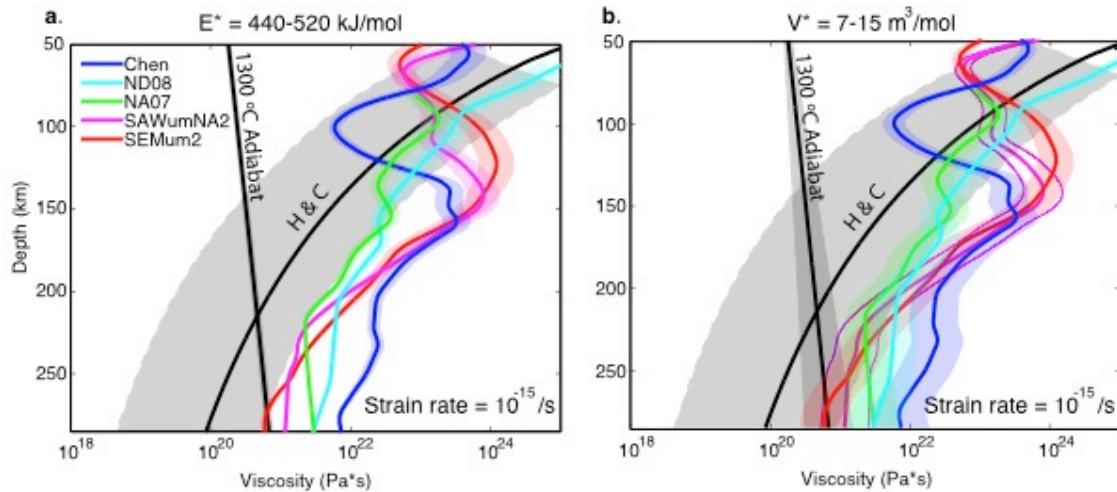 a. E* = 440-520 kJ/mol
50
100
150
200
250
Depth (km)
Chen
ND08
NA07
SAWumNA2
SEMum2
1300 ºC Adiabat
H & C
Strain rate = 10^-15/s
10^18 10^20 10^22 10^24
Viscosity (Pa*s)
b. V* = 7-15 m^3/mol
50
100
150
200
250
1300 ºC Adiabat
H & C
Strain rate = 10^-15/s
10^18 10^20 10^22 10^24
Viscosity (Pa*s)